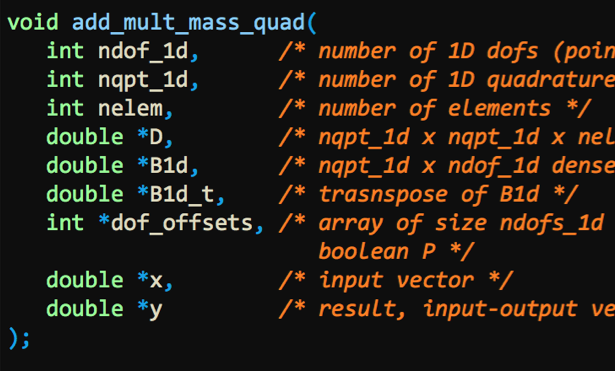 void add_mult_mass_quad(
int ndof_1d, /* number of 1D dofs (poin
int nqpt_1d, /* number of 1D quadrature
int nelem, /* number of elements */
double *D, /* nqpt_1d x nqpt_1d x nel
double *B1d, /* nqpt_1d x ndof_1d dense
double *B1d_t, /* trasnspose of B1d */
int *dof_offsets, /* array of size ndofs_1d
boolean P */
double *x, /* input vector */
double *y /* result, input-output ve
);